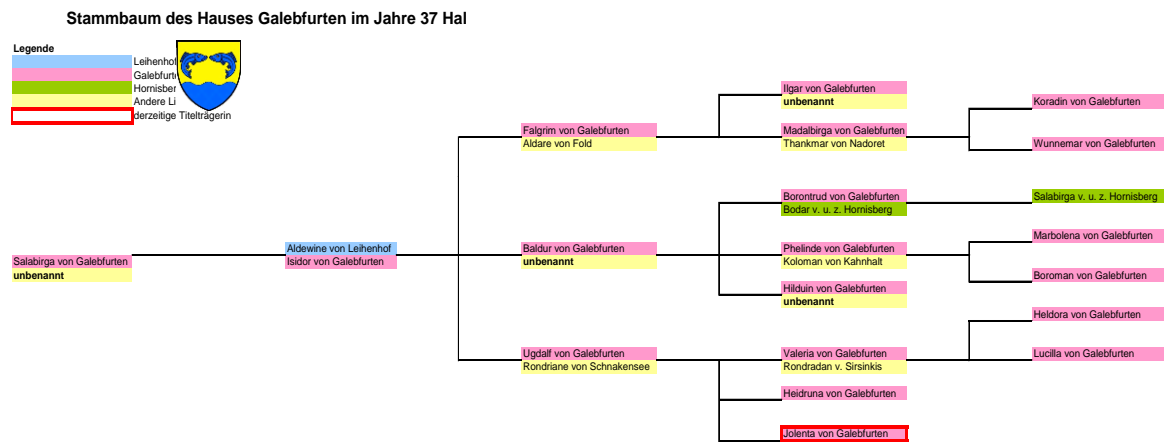 Stammbaum des Hauses Galebfurten im Jahre 37 Hal
Legende
Leihenhof
Galebfurte
Hornisber
Andere Li
derzeitige Titelträgerin
Salabirga von Galebfurten
unbenannt
Aldewine von Leihenhof
Isidor von Galebfurten
Falgrim von Galebfurten
Aldare von Fold
Baldur von Galebfurten
unbenannt
Ugdalf von Galebfurten
Rondriane von Schnakensee
Ilgar von Galebfurten
unbenannt
Madalbirga von Galebfurten
Thankmar von Nadoret
Borontrud von Galebfurten
Bodar v. u. z. Hornisberg
Phelinde von Galebfurten
Koloman von Kahnhalt
Hilduin von Galebfurten
unbenannt
Valeria von Galebfurten
Rondradan v. Sirsinkis
Heidruna von Galebfurten
Jolenta von Galebfurten
Koradin von Galebfurten
Wunnemar von Galebfurten
Salabirga v. u. z. Hornisberg
Marbolena von Galebfurten
Boroman von Galebfurten
Heldora von Galebfurten
Lucilla von Galebfurten